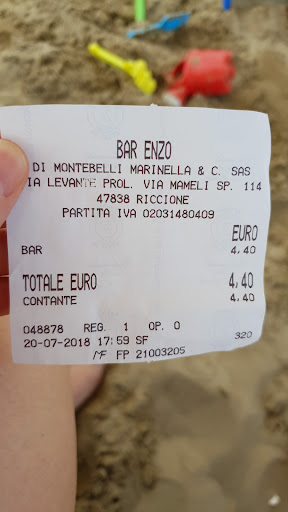 BAR ENZO
DI MONTEBELLI MARINELLA & C. SAS
IA LEVANTE PROL. VIA MAMELI SP. 114
47838 RICCIONE
PARTITA IVA 02031480409
EURO
BAR 4,40
TOTALE EURO 4,40
CONTANTE 4,40
048878 REG. 1 OP. 0
20-07-2018 17:59 SF 320
MF FP 21003205